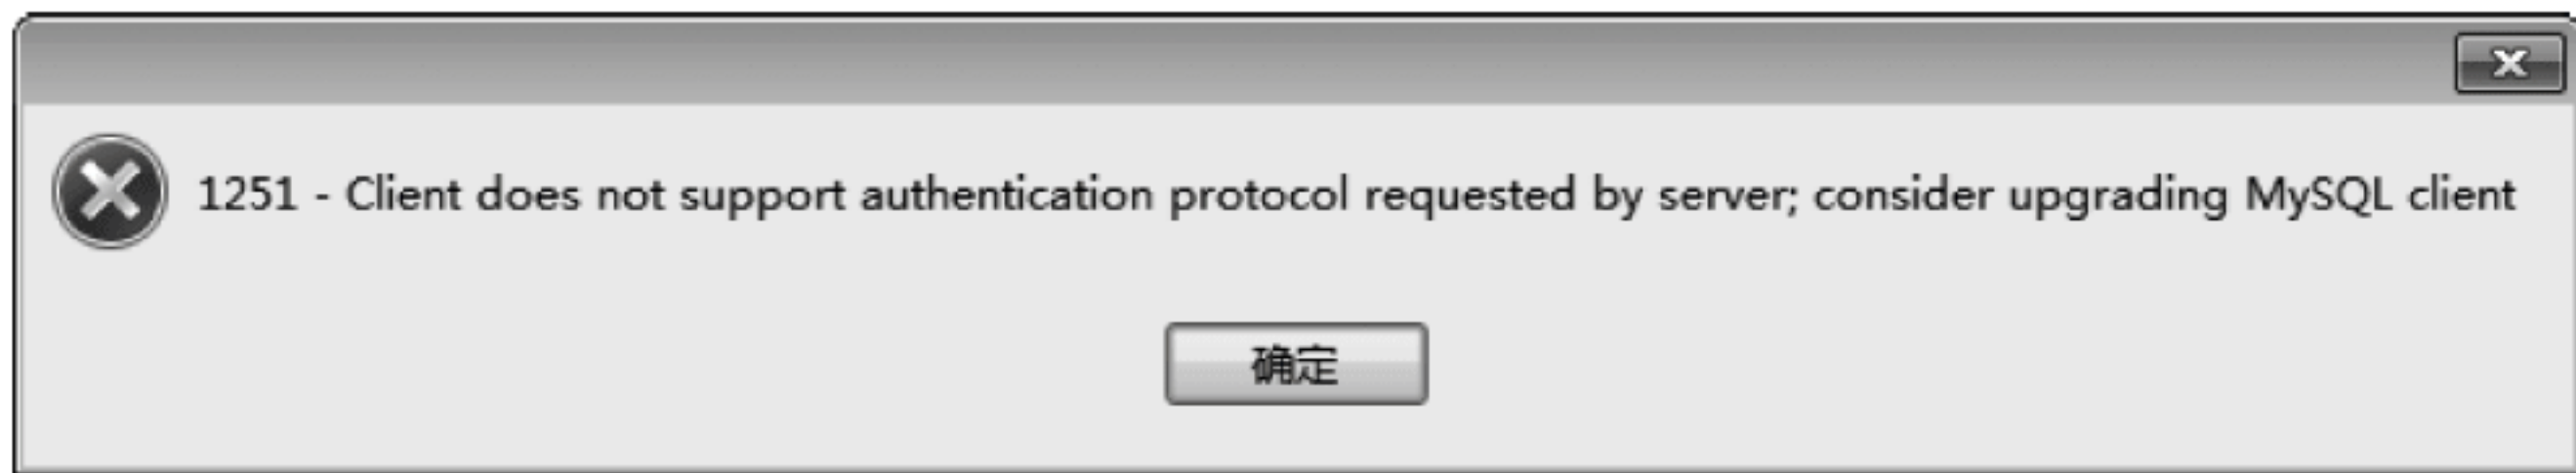 1251 - Client does not support authentication protocol requested by server; consider upgrading MySQL client
确定